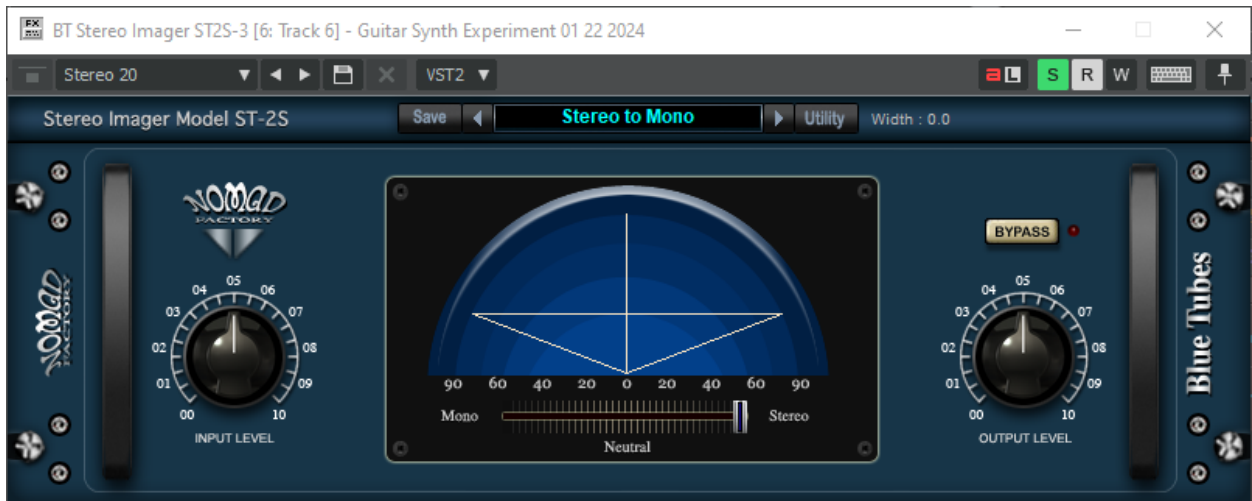 FX
BT Stereo Imager ST2S-3 [6: Track 6] - Guitar Synth Experiment 01 22 2024
Stereo 20 VST2 a L S R W
Stereo Imager Model ST-2S Save Stereo to Mono Utility Width : 0.0
NOMAD
FACTORY
BYPASS
00 01 02 03 04 05 06 07 08 09 10
INPUT LEVEL
90 60 40 20 0 20 40 60 90
Mono Stereo
Neutral
00 01 02 03 04 05 06 07 08 09 10
OUTPUT LEVEL
NOMAD
FACTORY
Blue Tubes